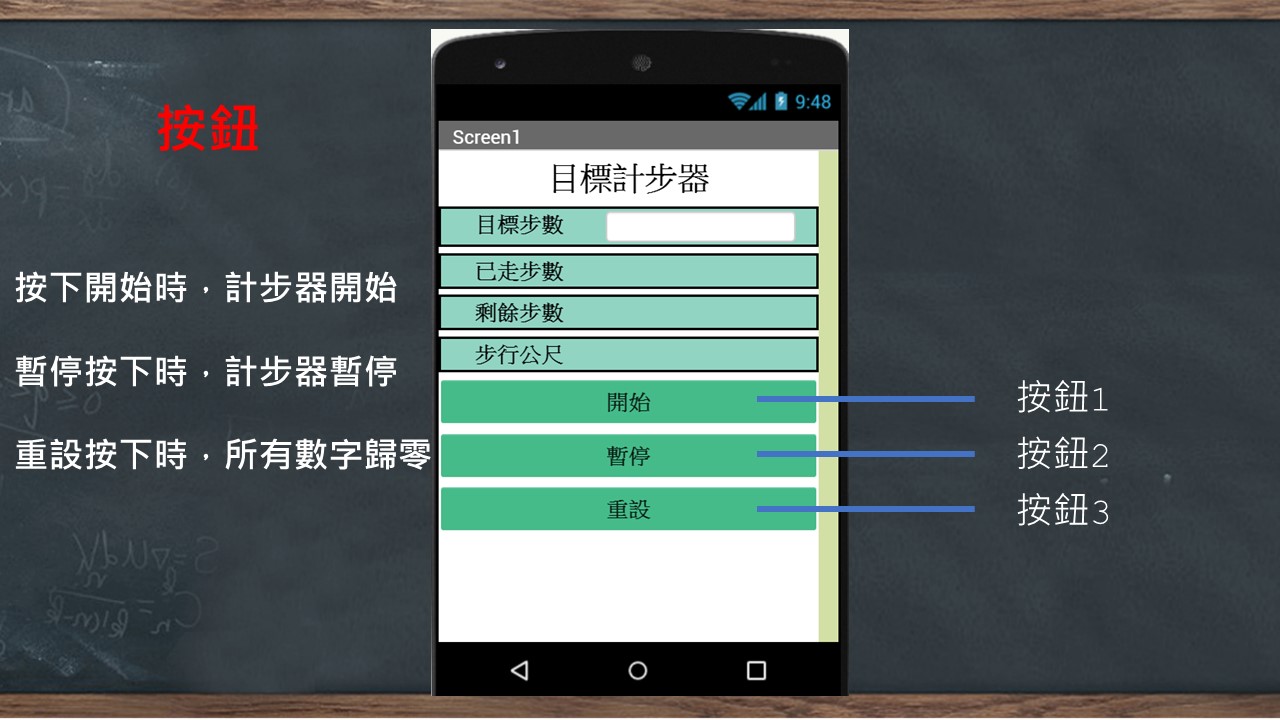 按鈕
按下開始時，計步器開始
暫停按下時，計步器暫停
重設按下時，所有數字歸零
9:48
Screen1
目標計步器
目標步數
已走步數
剩餘步數
步行公尺
開始
暫停
重設
按鈕1
按鈕2
按鈕3